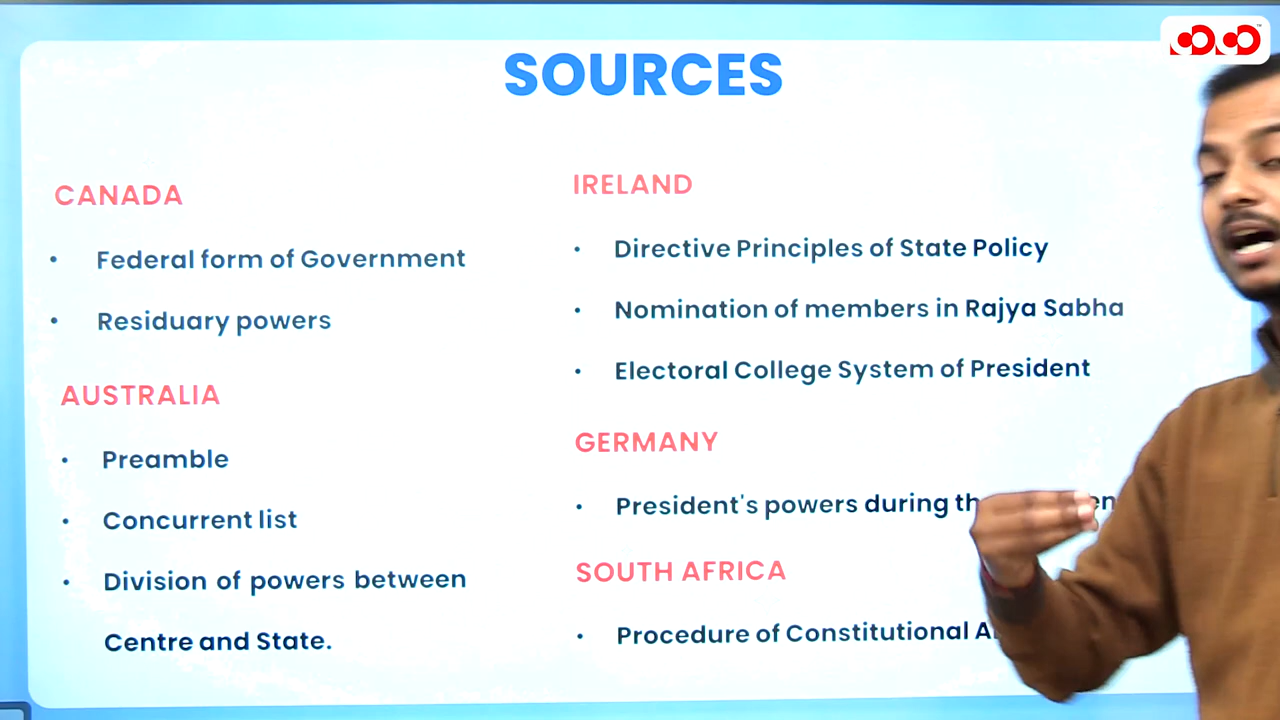 SOURCES
CANADA
• Federal form of Government
• Residuary powers
AUSTRALIA
• Preamble
• Concurrent list
• Division of powers between
Centre and State.
IRELAND
• Directive Principles of State Policy
• Nomination of members in Rajya Sabha
• Electoral College System of President
GERMANY
• President's powers during
SOUTH AFRICA
• Procedure of Constitutional